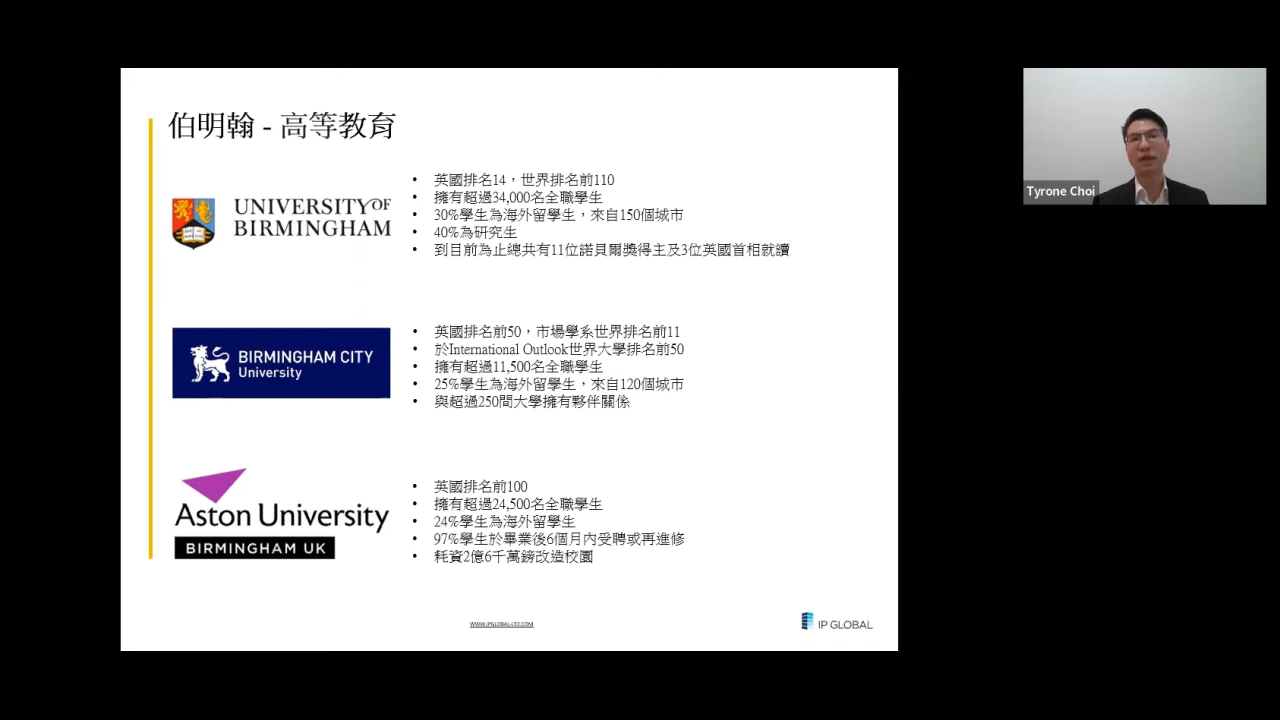 伯明翰 - 高等教育
UNIVERSITYOF
BIRMINGHAM
• 英國排名14，世界排名前110
• 擁有超過34,000名全職學生
• 30%學生為海外留學生，來自150個城市
• 40%為研究生
• 到目前為止總共有11位諾貝爾獎得主及3位英國首相就讀
BIRMINGHAM CITY
University
• 英國排名前50，市場學系世界排名前11
• 於International Outlook世界大學排名前50
• 擁有超過11,500名全職學生
• 25%學生為海外留學生，來自120個城市
• 與超過250間大學擁有夥伴關係
Aston University
BIRMINGHAM UK
• 英國排名前100
• 擁有超過24,500名全職學生
• 24%學生為海外留學生
• 97%學生於畢業後6個月內受聘或再進修
• 耗資2億6千萬鎊改造校園
WWW.IPGLOBAL-LTD.COM
IP GLOBAL
Tyrone Choi